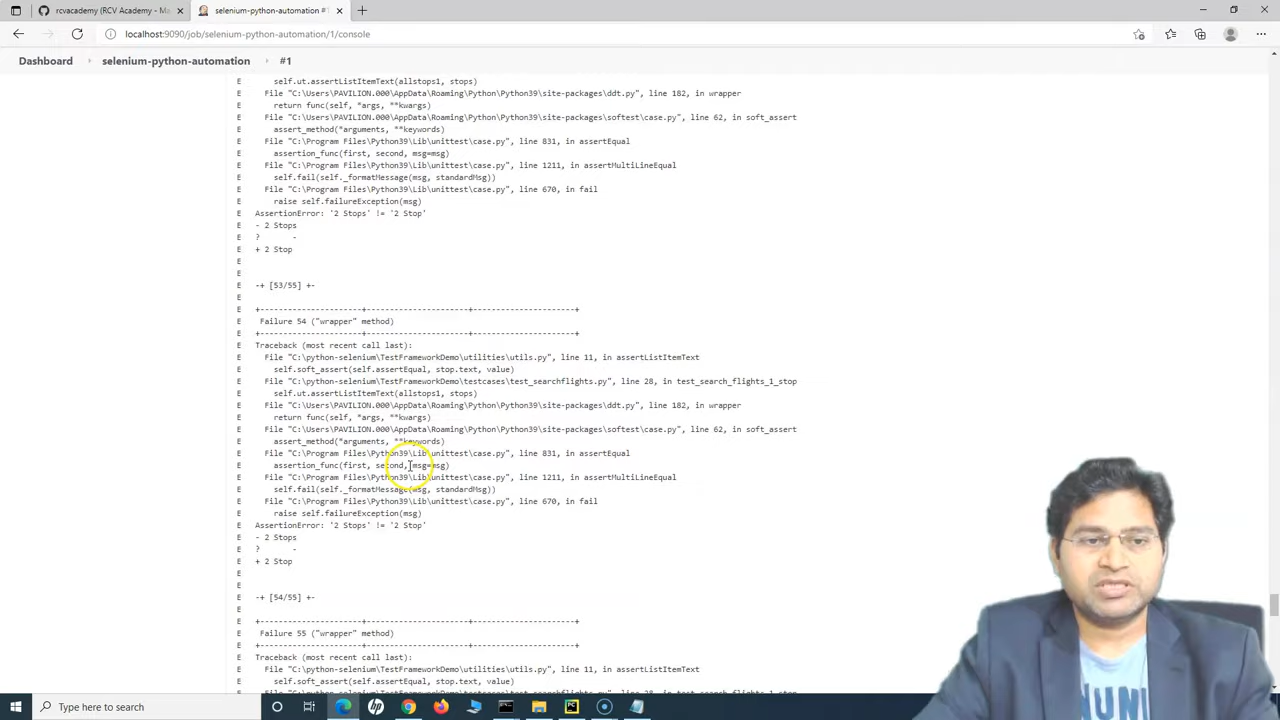 rcvacademy (RCV Academy - Ma
selenium-python-automation #1
localhost:9090/job/selenium-python-automation/1/console
Dashboard
selenium-python-automation
#1
E self.ut.assertListItemText(allstops1, stops)
E File "C:\Users\PAVILION.000\AppData\Roaming\Python\Python39\site-packages\ddt.py", line 182, in wrapper
E return func(self, *args, **kwargs)
E File "C:\Users\PAVILION.000\AppData\Roaming\Python\Python39\site-packages\softest\case.py", line 62, in soft_assert
E assert_method(*arguments, **keywords)
E File "C:\Program Files\Python39\Lib\unittest\case.py", line 831, in assertEqual
E assertion_func(first, second, msg=msg)
E File "C:\Program Files\Python39\Lib\unittest\case.py", line 1211, in assertMultiLineEqual
E self.fail(self._formatMessage(msg, standardMsg))
E File "C:\Program Files\Python39\Lib\unittest\case.py", line 670, in fail
E raise self.failureException(msg)
E AssertionError: '2 Stops' != '2 Stop'
E - 2 Stops
E ? -
E + 2 Stop
E
E
E -+ [53/55] +-
E
E +----------------------+---------------------+---------------------+
E Failure 54 ("wrapper" method)
E +----------------------+---------------------+---------------------+
E Traceback (most recent call last):
E File "C:\python-selenium\TestFrameworkDemo\utilities\utils.py", line 11, in assertListItemText
E self.soft_assert(self.assertEqual, stop.text, value)
E File "C:\python-selenium\TestFrameworkDemo\testcases\test_searchflights.py", line 28, in test_search_flights_1_stop
E self.ut.assertListItemText(allstops1, stops)
E File "C:\Users\PAVILION.000\AppData\Roaming\Python\Python39\site-packages\ddt.py", line 182, in wrapper
E return func(self, *args, **kwargs)
E File "C:\Users\PAVILION.000\AppData\Roaming\Python\Python39\site-packages\softest\case.py", line 62, in soft_assert
E assert_method(*arguments, **keywords)
E File "C:\Program Files\Python39\Lib\unittest\case.py", line 831, in assertEqual
E assertion_func(first, second, msg=msg)
E File "C:\Program Files\Python39\Lib\unittest\case.py", line 1211, in assertMultiLineEqual
E self.fail(self._formatMessage(msg, standardMsg))
E File "C:\Program Files\Python39\Lib\unittest\case.py", line 670, in fail
E raise self.failureException(msg)
E AssertionError: '2 Stops' != '2 Stop'
E - 2 Stops
E ? -
E + 2 Stop
E
E
E -+ [54/55] +-
E
E +----------------------+---------------------+---------------------+
E Failure 55 ("wrapper" method)
E +----------------------+---------------------+---------------------+
E Traceback (most recent call last):
E File "C:\python-selenium\TestFrameworkDemo\utilities\utils.py", line 11, in assertListItemText
E self.soft_assert(self.assertEqual, stop.text, value)
E File "C:\python-selenium\TestFrameworkDemo\testcases\test_searchflights.py", line 28, in test_search_flights_1_stop
Type here to search